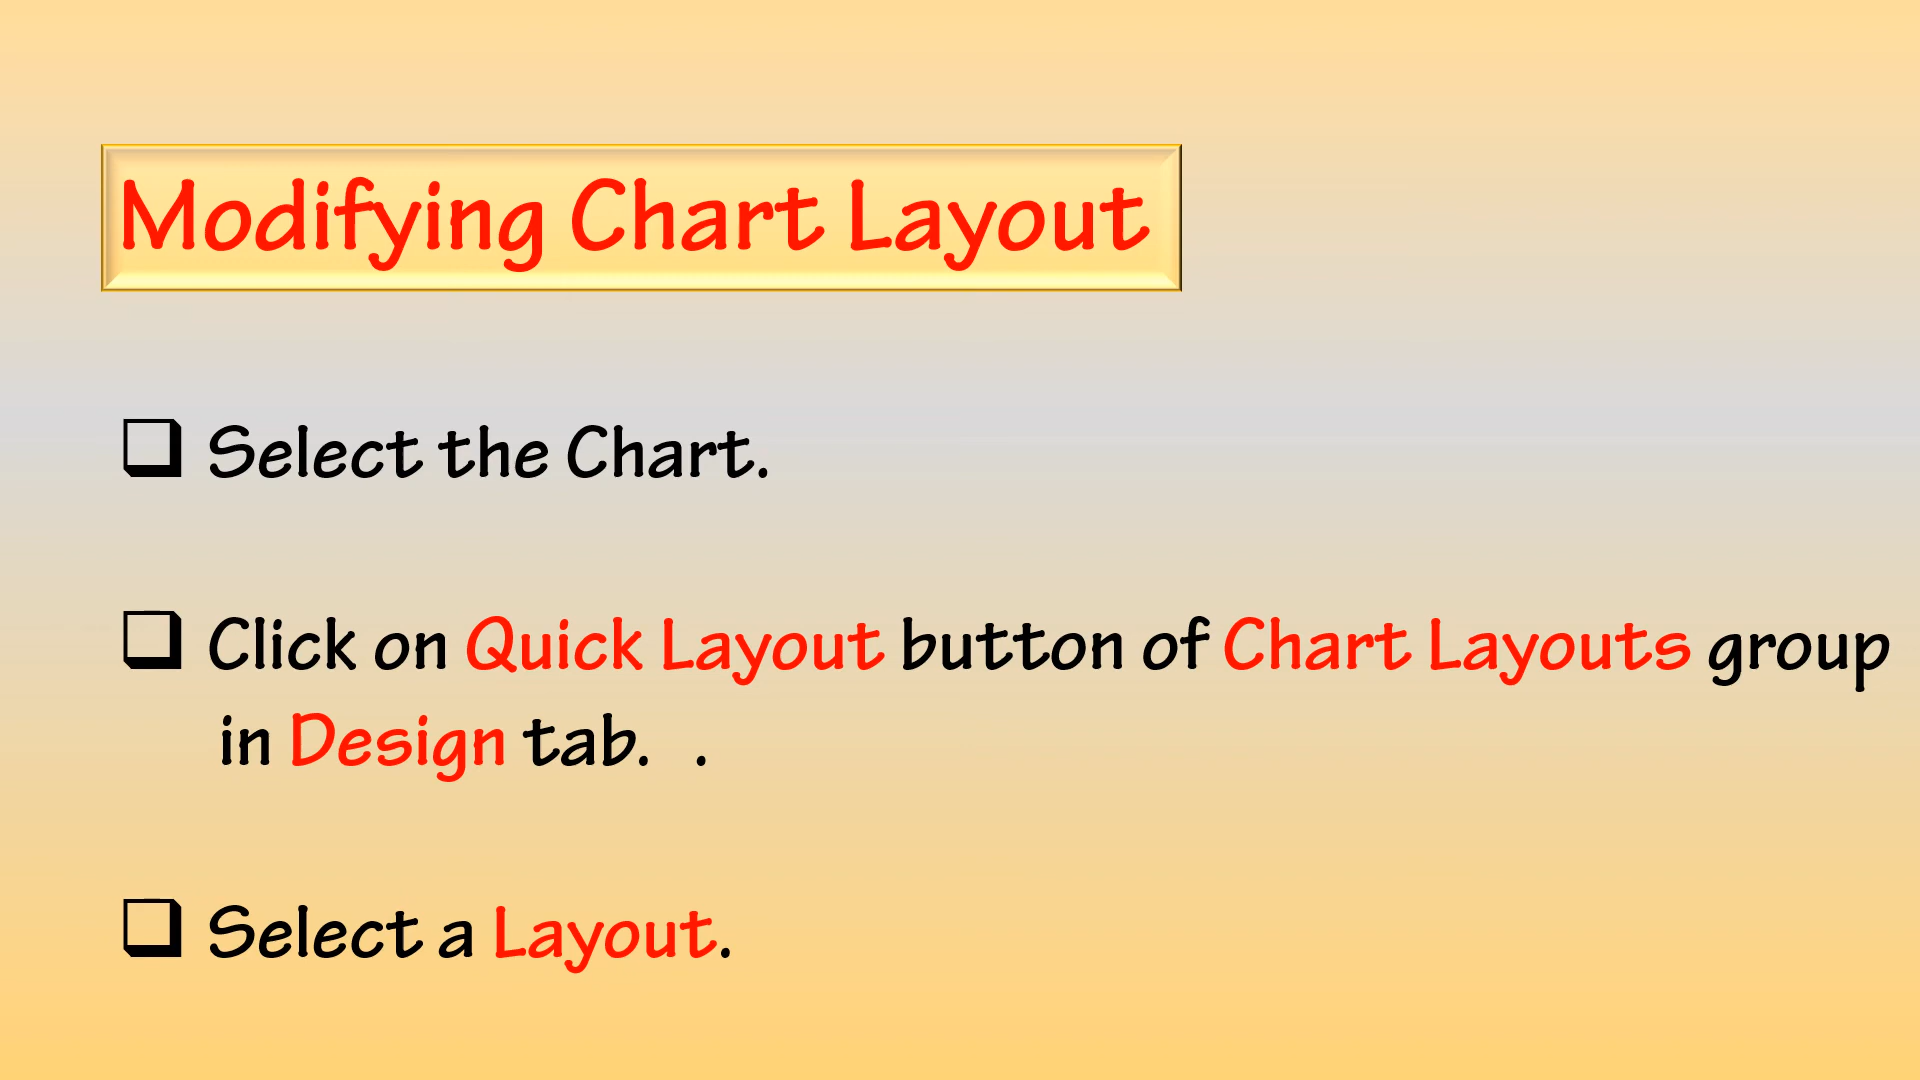 Modifying Chart Layout
❑ Select the Chart.
❑ Click on Quick Layout button of Chart Layouts group
in Design tab. .
❑ Select a Layout.